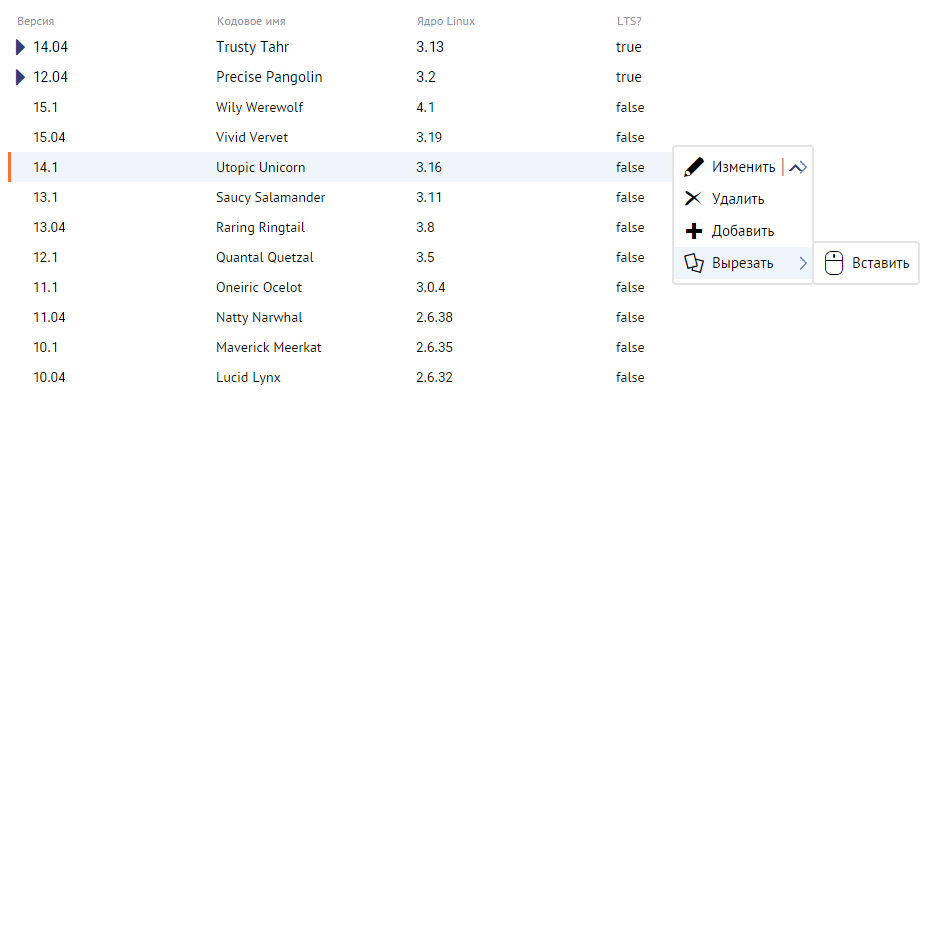 Версия Кодовое имя Ядро Linux LTS?
14.04 Trusty Tahr 3.13 true
12.04 Precise Pangolin 3.2 true
15.1 Wily Werewolf 4.1 false
15.04 Vivid Vervet 3.19 false
14.1 Utopic Unicorn 3.16 false Изменить
13.1 Saucy Salamander 3.11 false Удалить
13.04 Raring Ringtail 3.8 false Добавить
12.1 Quantal Quetzal 3.5 false Вырезать Вставить
11.1 Oneiric Ocelot 3.0.4 false
11.04 Natty Narwhal 2.6.38 false
10.1 Maverick Meerkat 2.6.35 false
10.04 Lucid Lynx 2.6.32 false